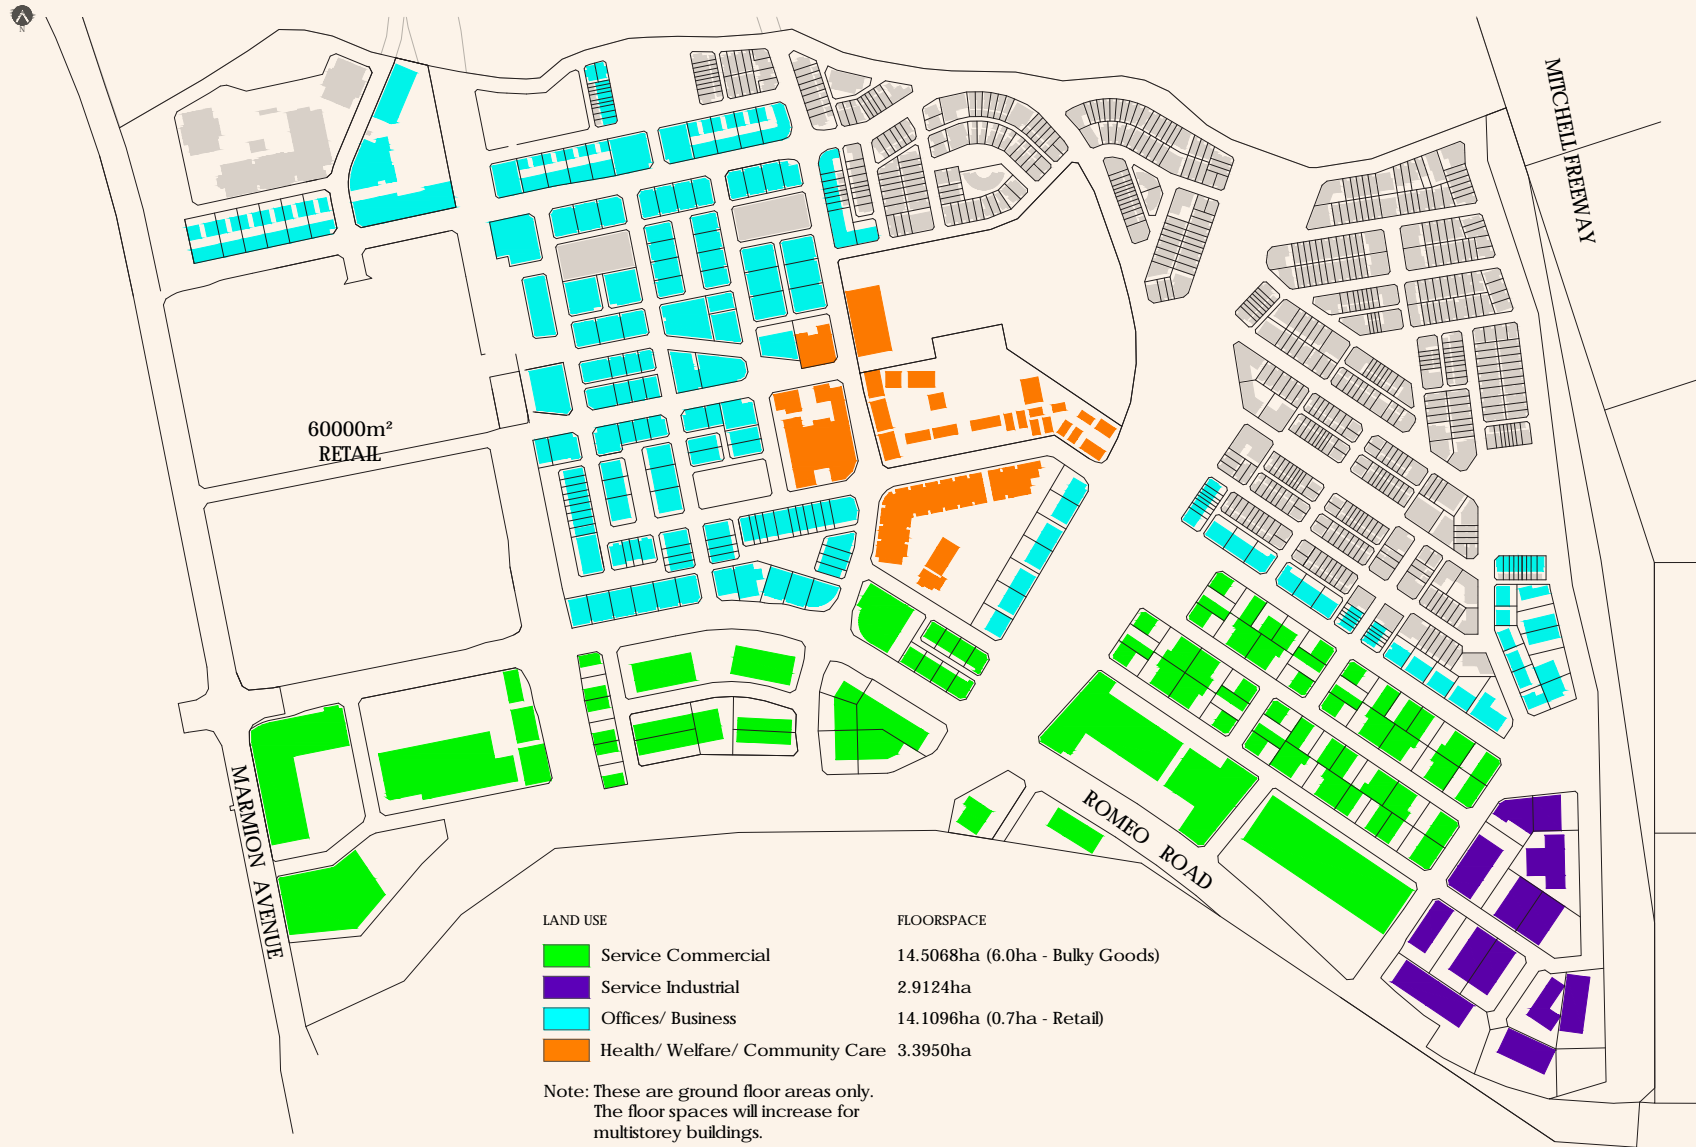 N
MITCHEL FREEWAY
60000m²
RETAIL
MARMION AVENUE
ROMEO ROAD
LAND USE FLOORSPACE
Service Commercial 14.5068ha (6.0ha - Bulky Goods)
Service Industrial 2.9124ha
Offices/ Business 14.1096ha (0.7ha - Retail)
Health/ Welfare/ Community Care 3.3950ha
Note: These are ground floor areas only.
The floor spaces will increase for
multistorey buildings.